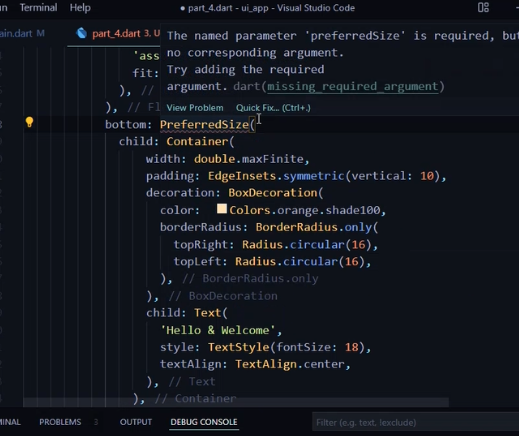 Terminal Help
part_4.dart - ui_app - Visual Studio Code
ain.dart M
part_4.dart 3, U
The named parameter 'preferredSize' is required, but
no corresponding argument.
Try adding the required
argument. dart(missing_required_argument)
View Problem Quick Fix... (Ctrl+.)
'ass
fit:
), //
), // Fl
bottom: PreferredSize(
child: Container(
width: double.maxFinite,
padding: EdgeInsets.symmetric(vertical: 10),
decoration: BoxDecoration(
color: Colors.orange.shade100,
borderRadius: BorderRadius.only(
topRight: Radius.circular(16),
topLeft: Radius.circular(16),
), // BorderRadius.only
), // BoxDecoration
child: Text(
'Hello & Welcome',
style: TextStyle(fontSize: 18),
textAlign: TextAlign.center,
), // Text
), // Container
MINAL PROBLEMS 3 OUTPUT DEBUG CONSOLE Filter (e.g. text, !exclude)